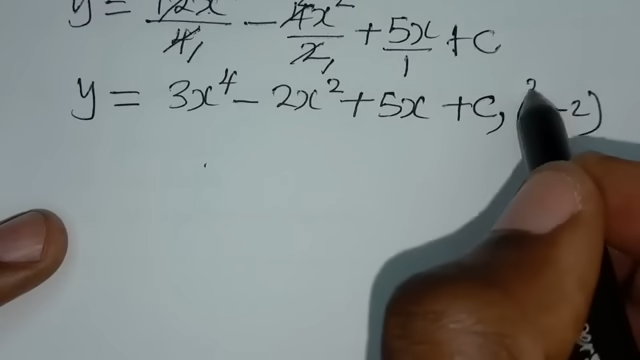 y = 12x/4 - 4x²/2 + 5x/1 + c
y = 3x⁴ - 2x² + 5x + c, ( -2)